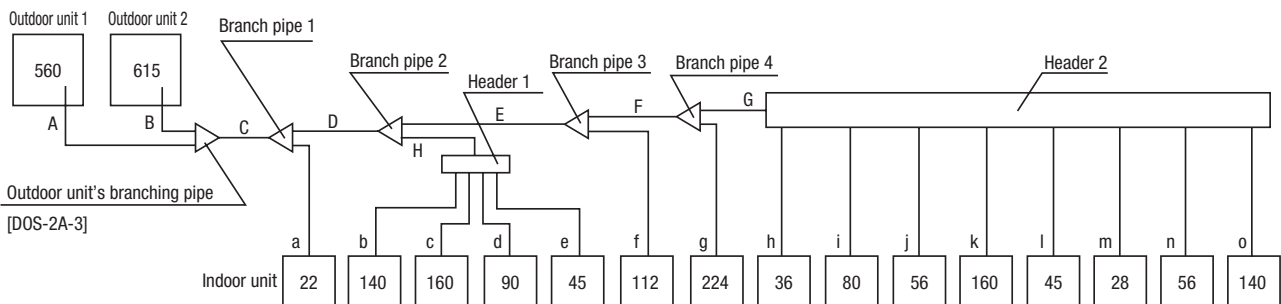 Outdoor unit 1
Outdoor unit 2
Branch pipe 1
Branch pipe 2
Header 1
Branch pipe 3
Branch pipe 4
Header 2
560
615
A
B
C
D
E
F
G
H
Outdoor unit's branching pipe
[DOS-2A-3]
a b c d e f g h i j k l m n o
Indoor unit 22 140 160 90 45 112 224 36 80 56 160 45 28 56 140